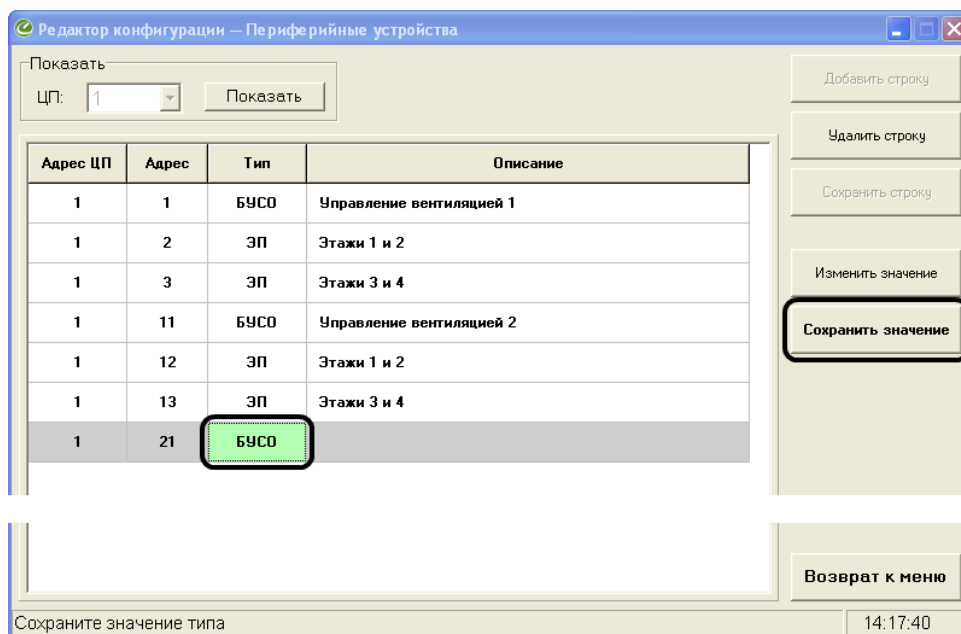 Редактор конфигурации — Периферийные устройства
Показать
ЦП: 1 Показать
Добавить строку
Удалить строку
Сохранить строку
Изменить значение
Сохранить значение
Адрес ЦП Адрес Тип Описание
1 1 БУСО Управление вентиляцией 1
1 2 ЭП Этажи 1 и 2
1 3 ЭП Этажи 3 и 4
1 11 БУСО Управление вентиляцией 2
1 12 ЭП Этажи 1 и 2
1 13 ЭП Этажи 3 и 4
1 21 БУСО
Возврат к меню
Сохраните значение типа 14:17:40